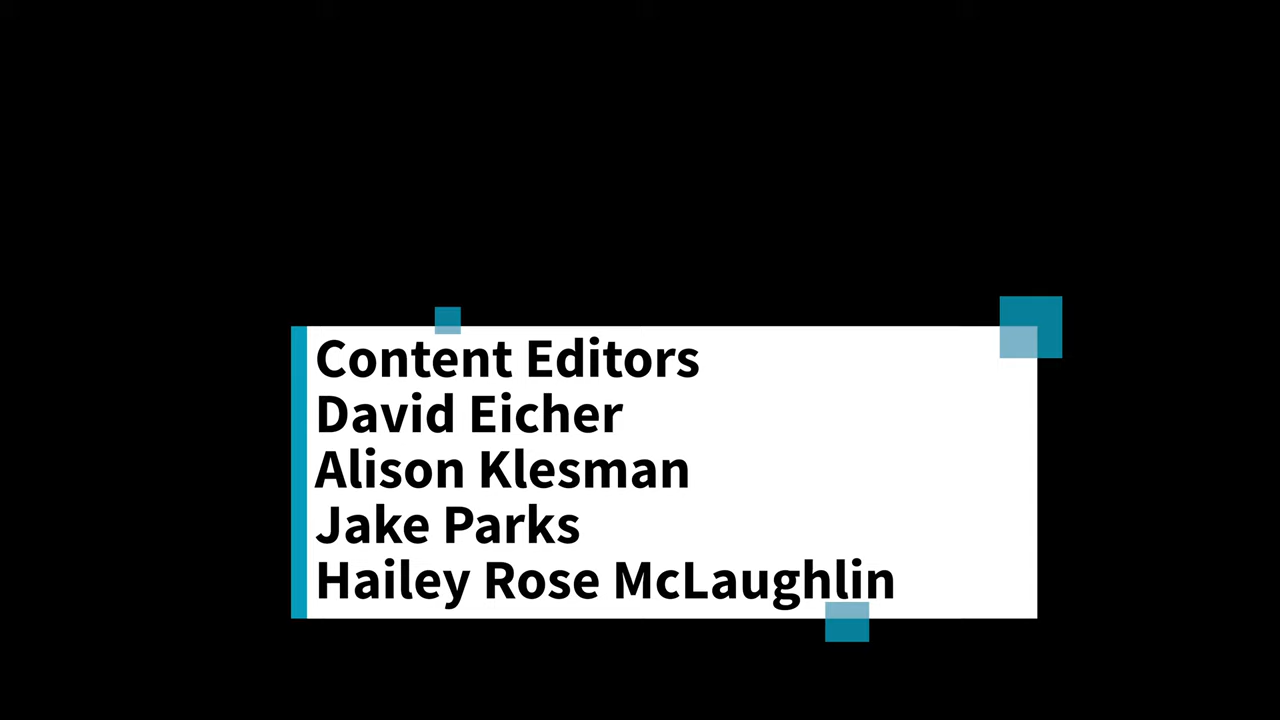 Content Editors
David Eicher
Alison Klesman
Jake Parks
Hailey Rose McLaughlin